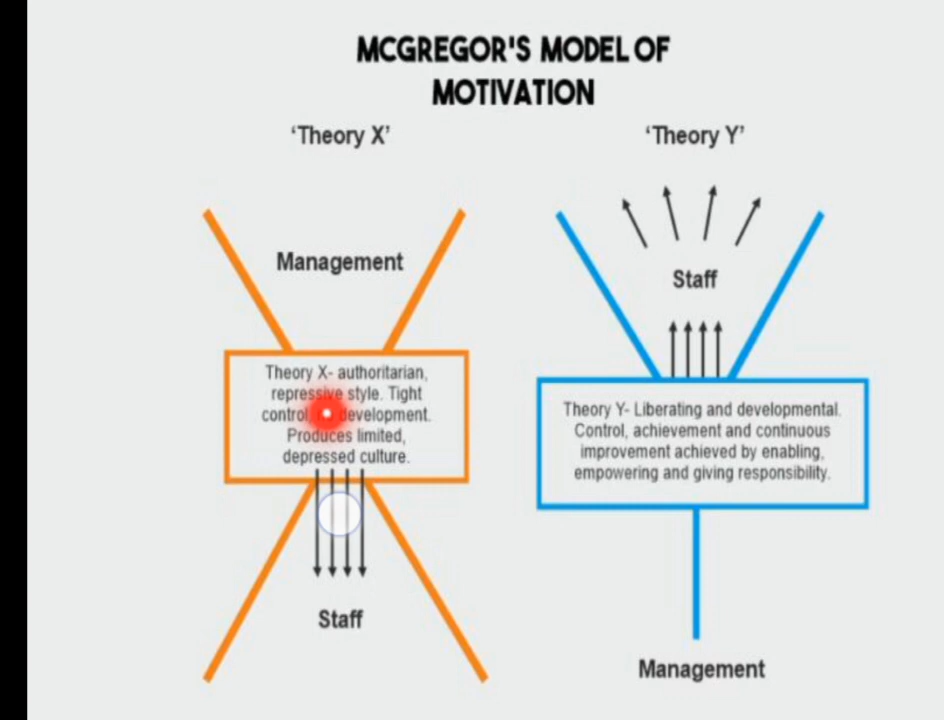 MCGREGOR'S MODEL OF
MOTIVATION
'Theory X'
Management
Theory X- authoritarian,
repressive style. Tight
control development.
Produces limited,
depressed culture.
Staff
'Theory Y'
Staff
Theory Y- Liberating and developmental.
Control, achievement and continuous
improvement achieved by enabling,
empowering and giving responsibility.
Management